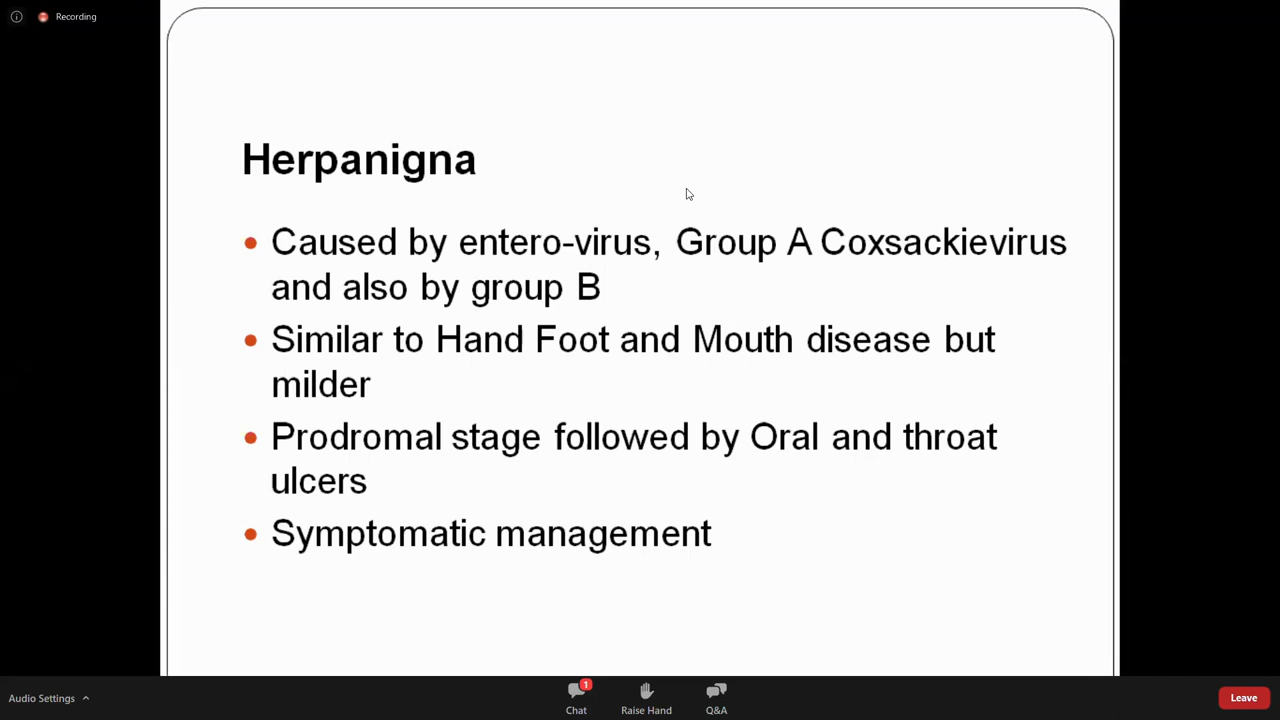 Recording
Herpanigna
• Caused by entero-virus, Group A Coxsackievirus
and also by group B
• Similar to Hand Foot and Mouth disease but
milder
• Prodromal stage followed by Oral and throat
ulcers
• Symptomatic management
Audio Settings
1
Chat
Raise Hand
Q&A
Leave